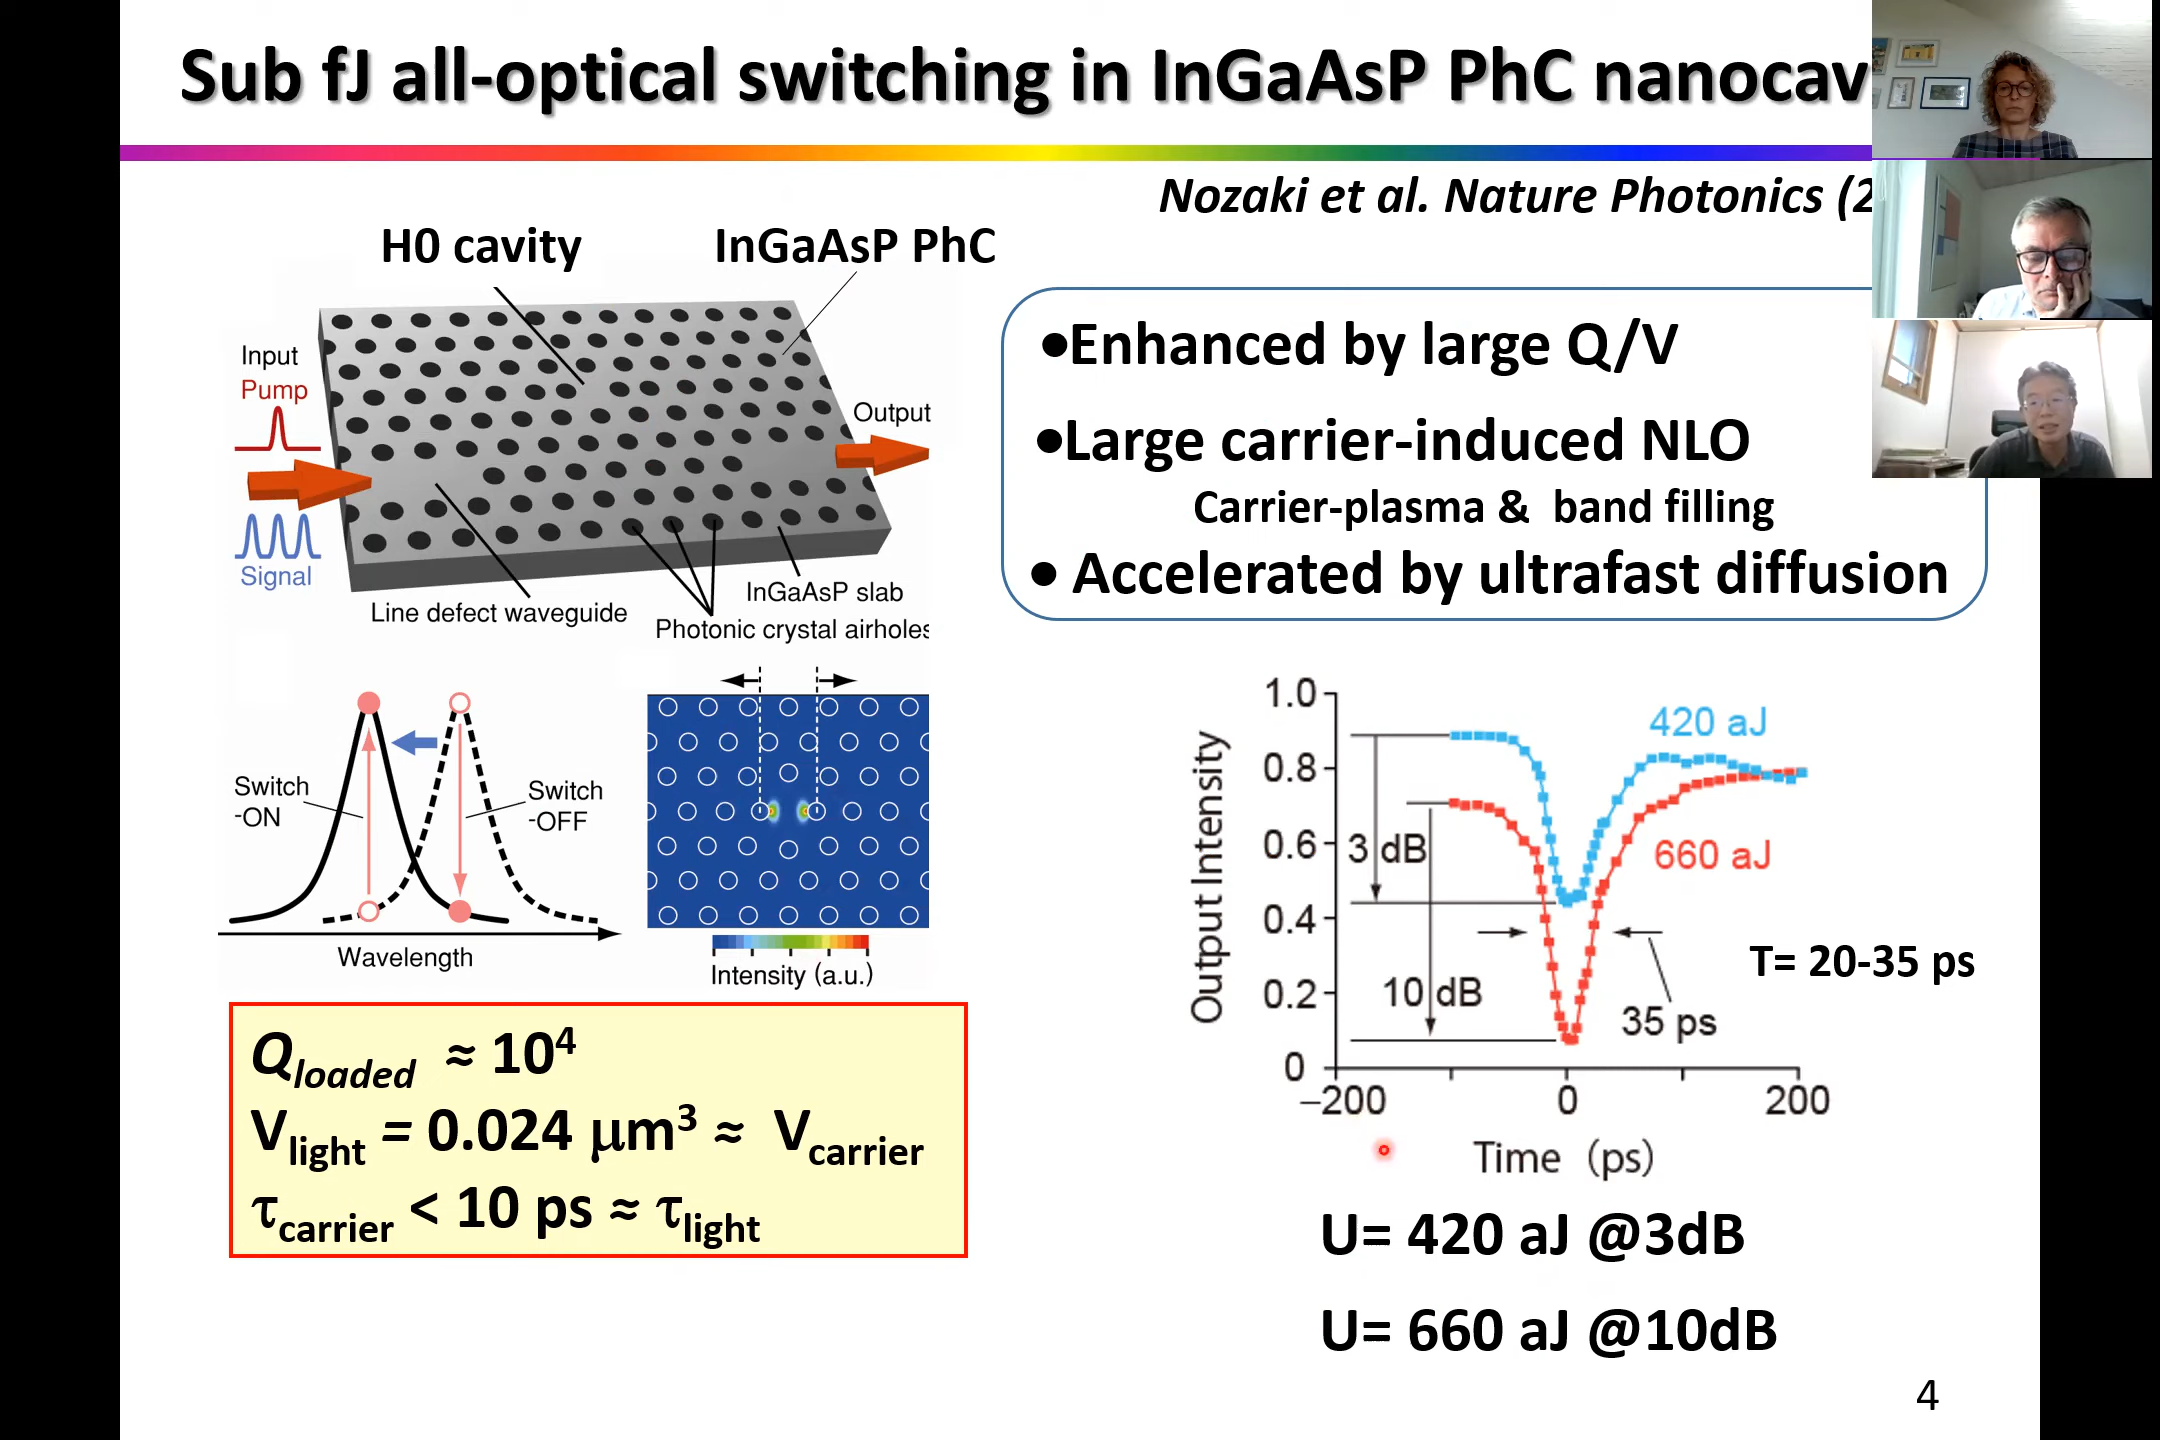 Sub fJ all-optical switching in InGaAsP PhC nanocav
Nozaki et al. Nature Photonics (2
H0 cavity
InGaAsP PhC
Input
Pump
Signal
Output
Line defect waveguide
InGaAsP slab
Photonic crystal airholes
•Enhanced by large Q/V
•Large carrier-induced NLO
Carrier-plasma & band filling
• Accelerated by ultrafast diffusion
Switch
-ON
Switch
-OFF
Wavelength
Intensity (a.u.)
Output Intensity
1.0
0.8
0.6
0.4
0.2
0
420 aJ
660 aJ
3 dB
10 dB
35 ps
−200
0
200
Time (ps)
T= 20-35 ps
Qloaded ≈ 10⁴
Vlight = 0.024 μm³ ≈ Vcarrier
τcarrier < 10 ps ≈ τlight
U= 420 aJ @3dB
U= 660 aJ @10dB
4